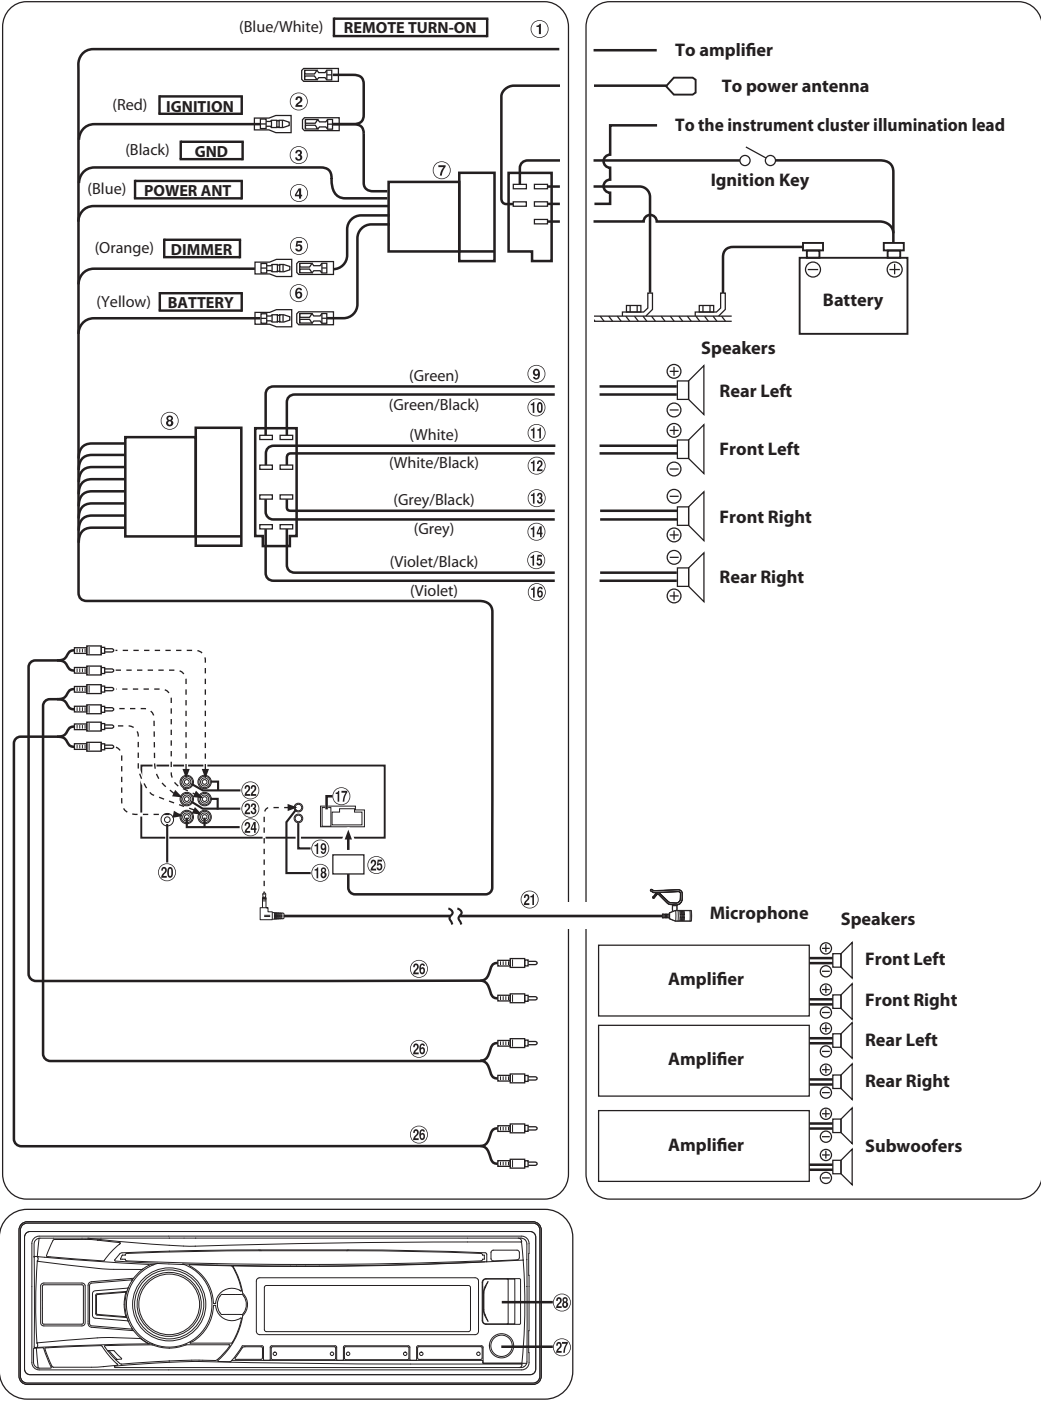 (Blue/White) REMOTE TURN-ON ①
To amplifier
To power antenna
(Red) IGNITION ②
To the instrument cluster illumination lead
(Black) GND ③
⑦
Ignition Key
(Blue) POWER ANT ④
(Orange) DIMMER ⑤
(Yellow) BATTERY ⑥
⊖ ⊕
Battery
Speakers
(Green) ⑨
⊕
Rear Left
(Green/Black) ⑩
⊖
⑧
(White) ⑪
⊕
Front Left
(White/Black) ⑫
⊖
(Grey/Black) ⑬
⊖
Front Right
(Grey) ⑭
⊕
(Violet/Black) ⑮
⊖
Rear Right
(Violet) ⑯
⊕
㉒
⑰
㉓
㉔
⑲
⑳
⑱
㉕
㉑
Microphone
Speakers
㉖
Amplifier
⊕
⊖
Front Left
⊕
⊖
Front Right
㉖
Amplifier
⊕
⊖
Rear Left
⊕
⊖
Rear Right
㉖
Amplifier
⊕
⊖
⊕
⊖
Subwoofers
㉘
㉗